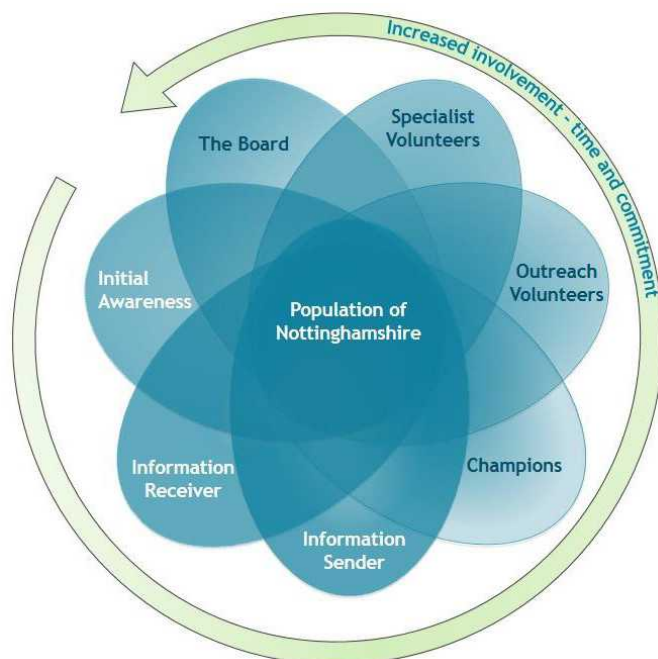 Increased involvement - time and commitment
The Board
Specialist
Volunteers
Initial
Awareness
Outreach
Volunteers
Population of
Nottinghamshire
Information
Receiver
Champions
Information
Sender